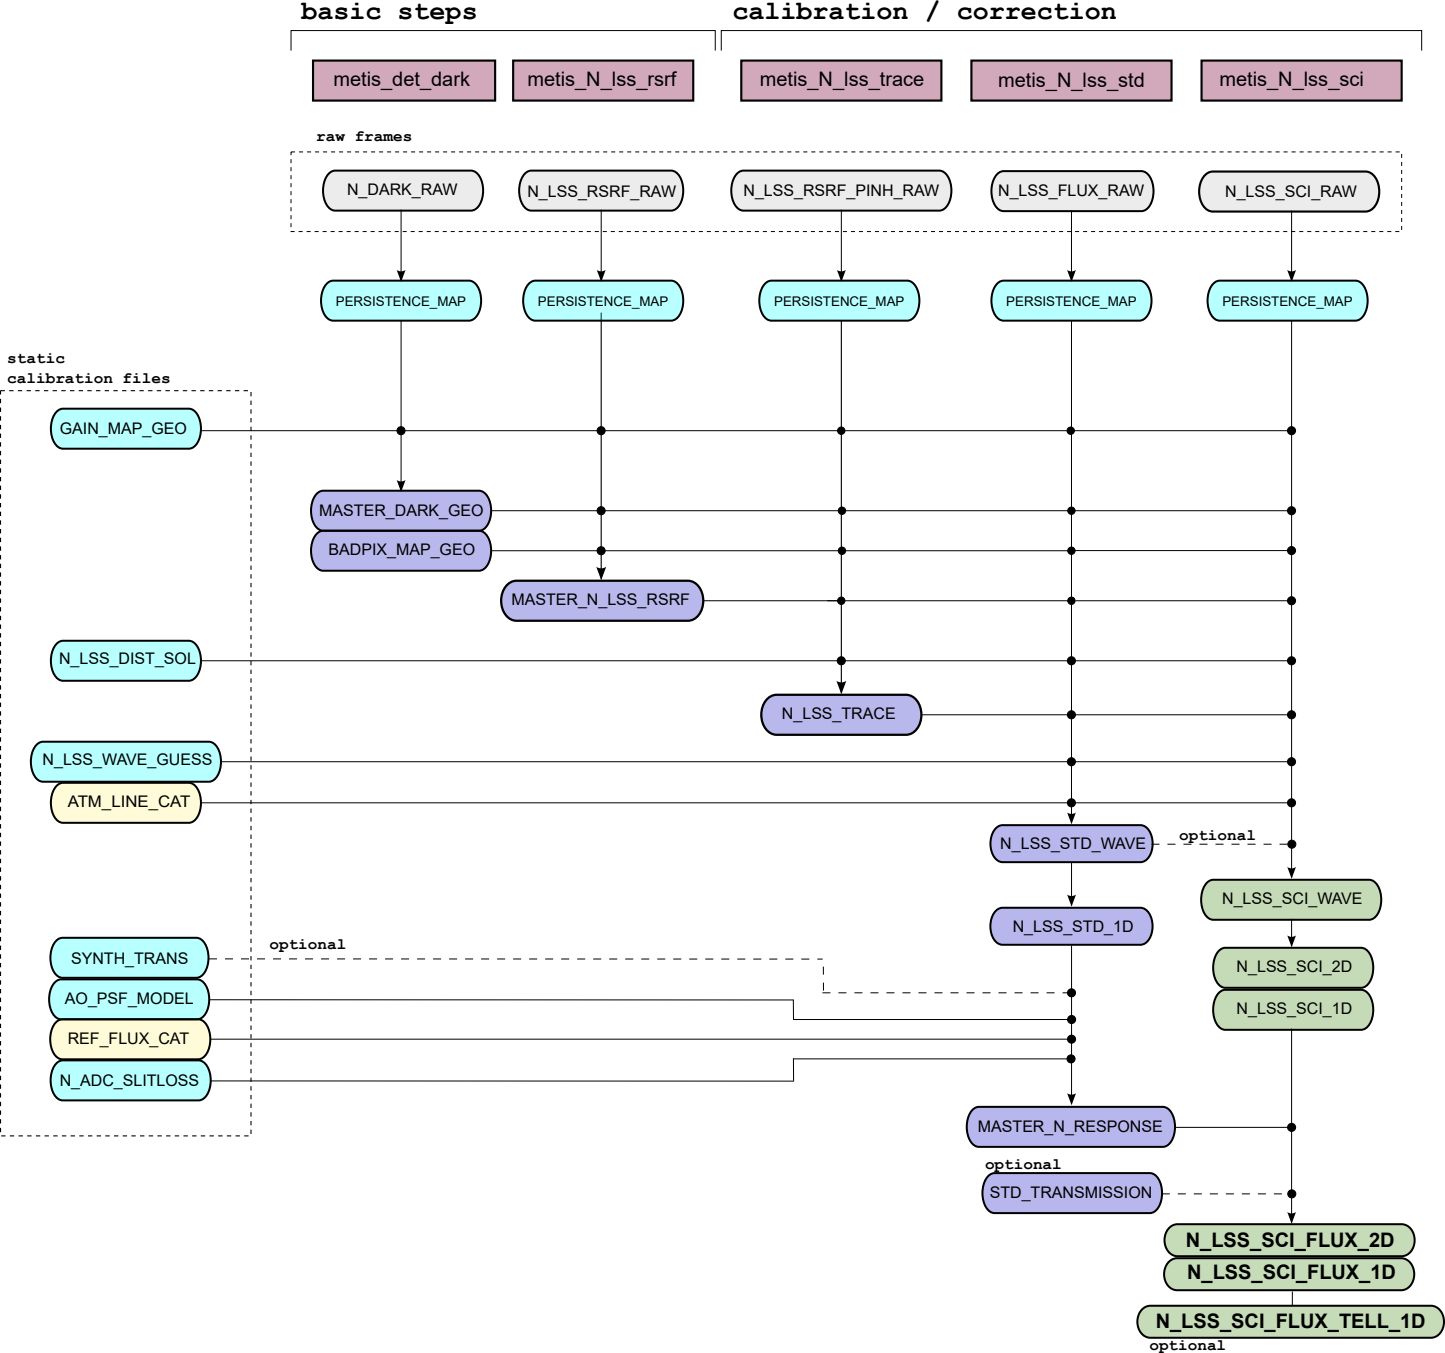 basic steps
calibration / correction
metis_det_dark
metis_N_lss_rsrf
metis_N_lss_trace
metis_N_lss_std
metis_N_lss_sci
raw frames
N_DARK_RAW
N_LSS_RSRF_RAW
N_LSS_RSRF_PINH_RAW
N_LSS_FLUX_RAW
N_LSS_SCI_RAW
PERSISTENCE_MAP
PERSISTENCE_MAP
PERSISTENCE_MAP
PERSISTENCE_MAP
PERSISTENCE_MAP
static
calibration files
GAIN_MAP_GEO
MASTER_DARK_GEO
BADPIX_MAP_GEO
MASTER_N_LSS_RSRF
N_LSS_DIST_SOL
N_LSS_TRACE
N_LSS_WAVE_GUESS
ATM_LINE_CAT
N_LSS_STD_WAVE
optional
N_LSS_SCI_WAVE
N_LSS_STD_1D
optional
SYNTH_TRANS
N_LSS_SCI_2D
AO_PSF_MODEL
N_LSS_SCI_1D
REF_FLUX_CAT
N_ADC_SLITLOSS
MASTER_N_RESPONSE
optional
STD_TRANSMISSION
N_LSS_SCI_FLUX_2D
N_LSS_SCI_FLUX_1D
N_LSS_SCI_FLUX_TELL_1D
optional